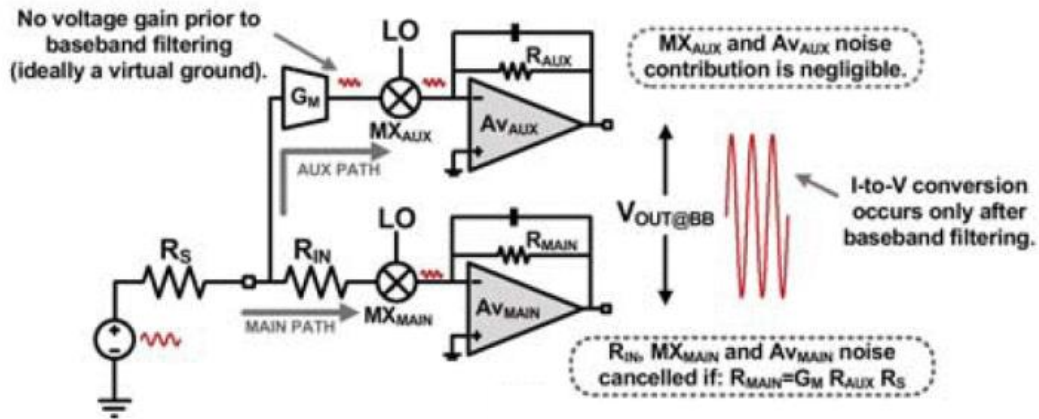 No voltage gain prior to
baseband filtering
(ideally a virtual ground).
LO
R_AUX
G_M
MX_AUX
Av_AUX
AUX PATH
MX_AUX and Av_AUX noise
contribution is negligible.
V_OUT@BB
I-to-V conversion
occurs only after
baseband filtering.
R_S
R_IN
LO
R_MAIN
MX_MAIN
Av_MAIN
MAIN PATH
R_IN, MX_MAIN and Av_MAIN noise
cancelled if: R_MAIN=G_M R_AUX R_S